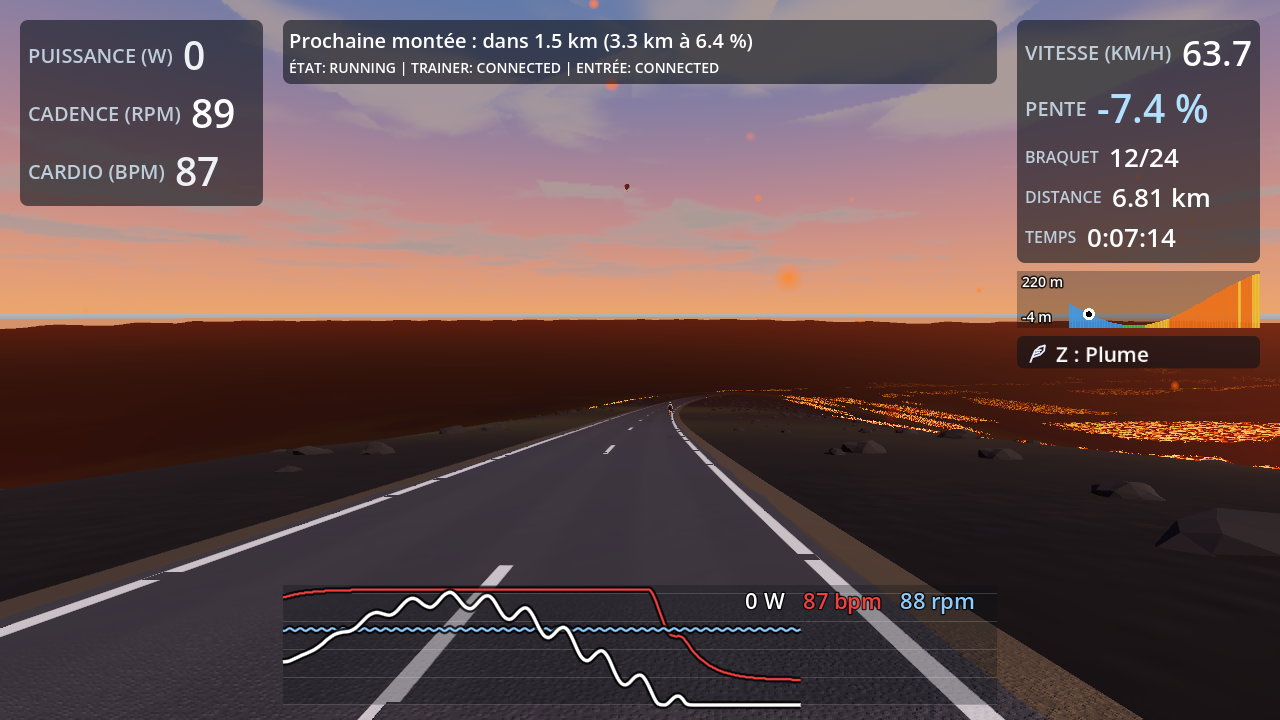 PUISSANCE (W) 0
CADENCE (RPM) 89
CARDIO (BPM) 87
Prochaine montée : dans 1.5 km (3.3 km à 6.4 %)
ÉTAT: RUNNING | TRAINER: CONNECTED | ENTRÉE: CONNECTED
VITESSE (KM/H) 63.7
PENTE -7.4 %
BRAQUET 12/24
DISTANCE 6.81 km
TEMPS 0:07:14
220 m
-4 m
Z : Plume
0 W 87 bpm 88 rpm